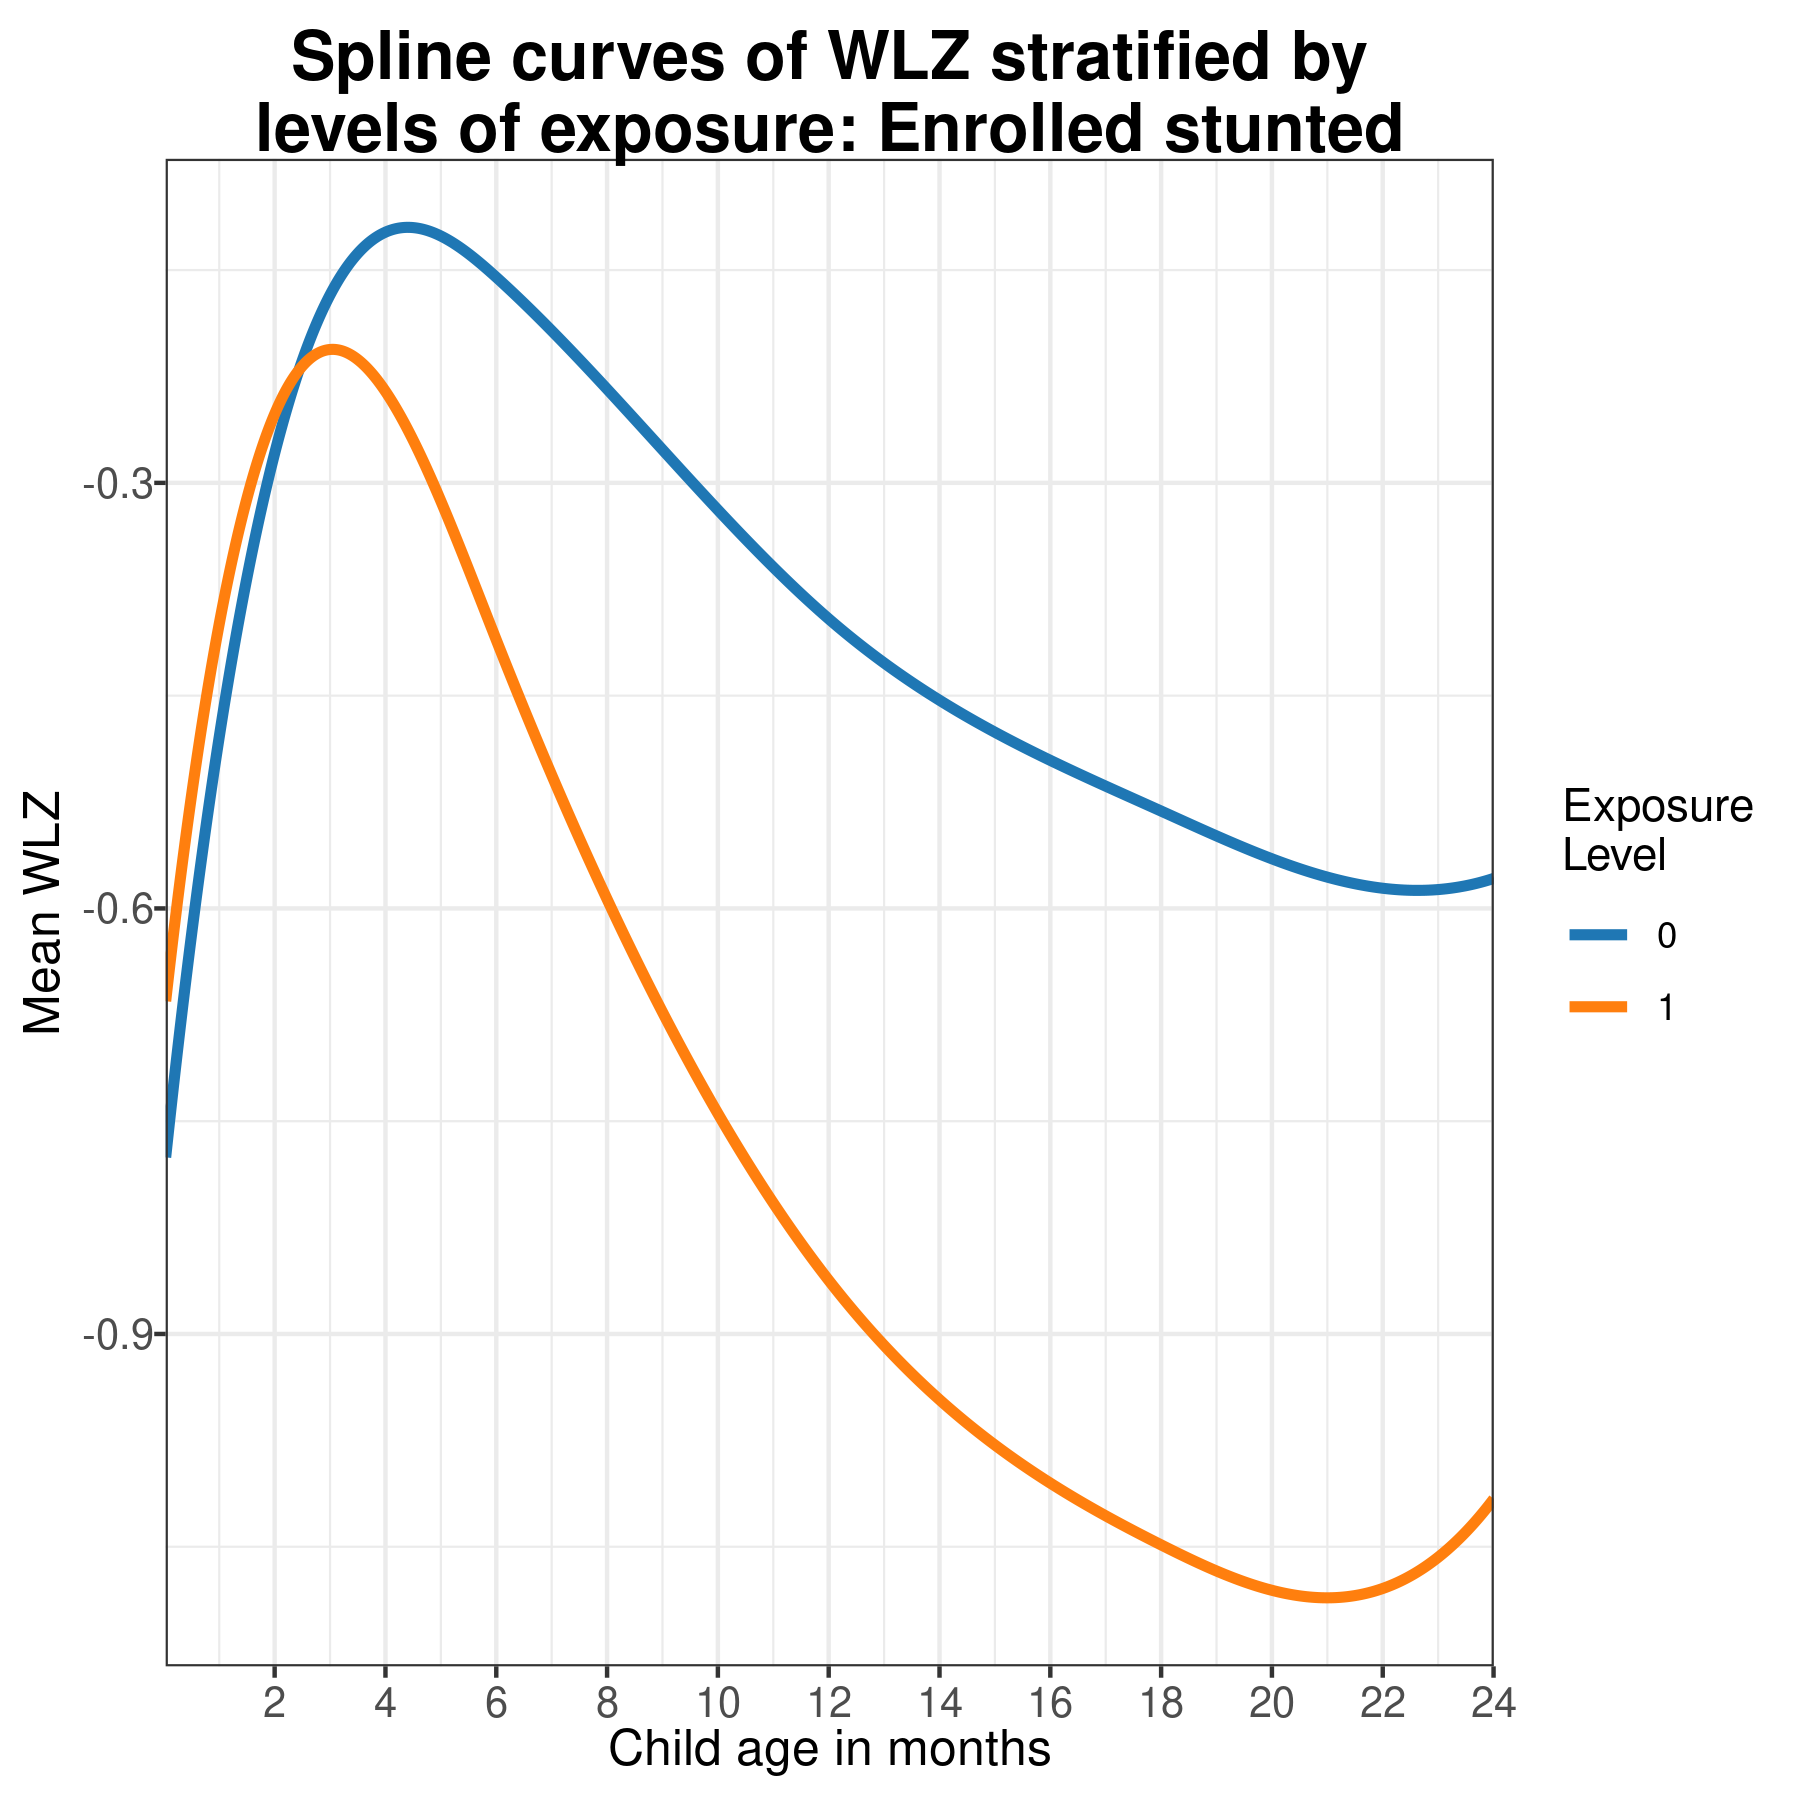 Spline curves of WLZ stratified by
levels of exposure: Enrolled stunted
Mean WLZ
-0.3
-0.6
-0.9
2 4 6 8 10 12 14 16 18 20 22 24
Child age in months
Exposure
Level
0
1